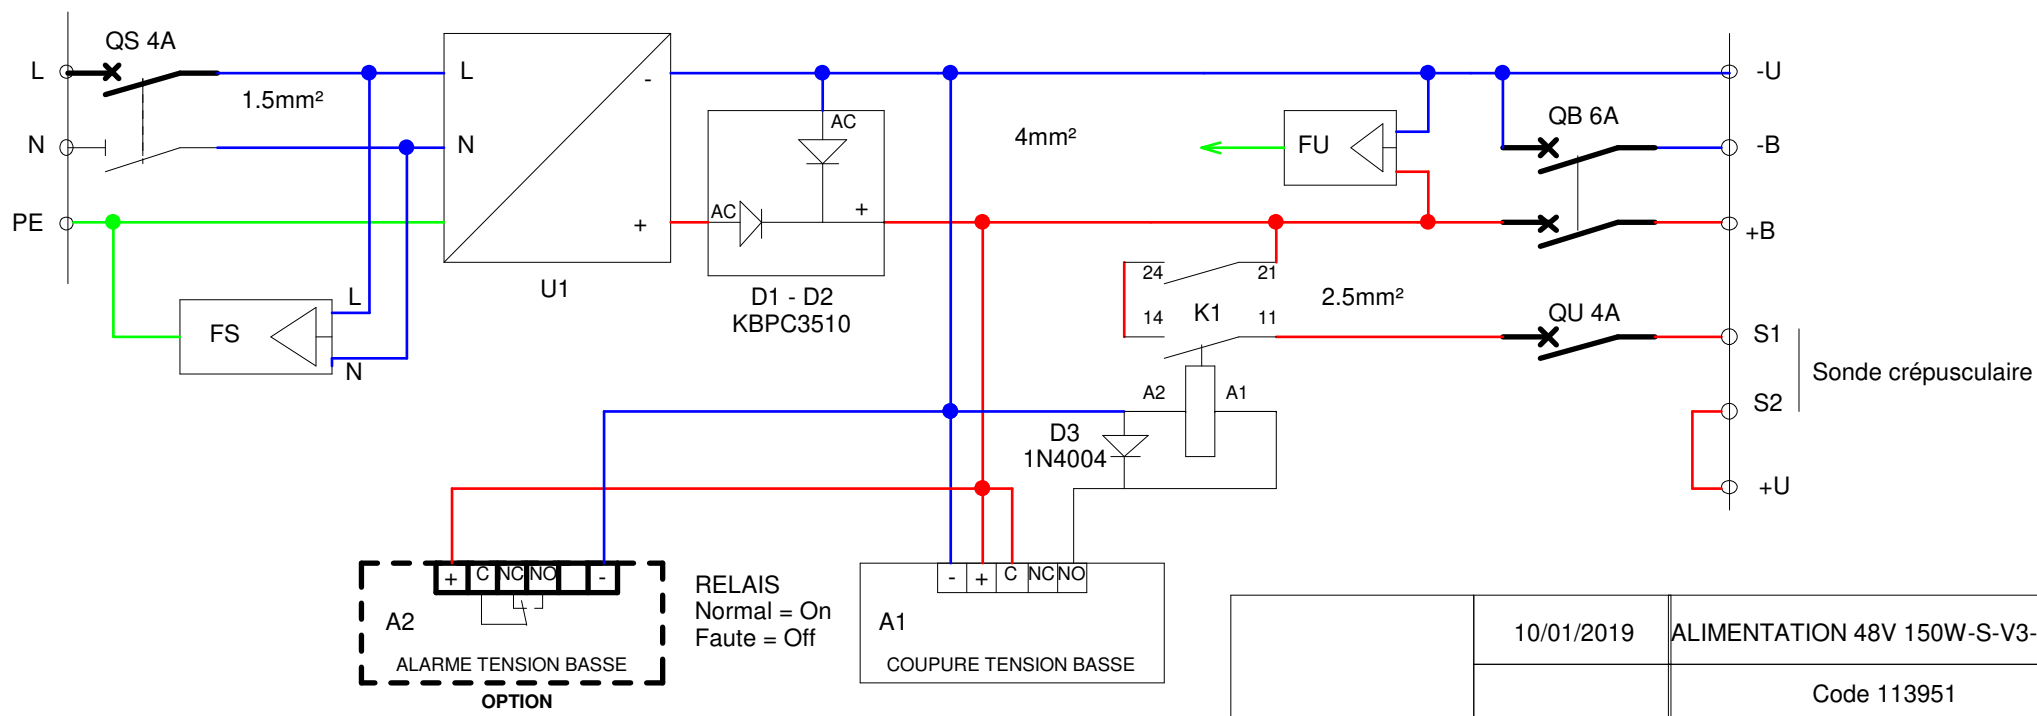 QS 4A
L
L
-
-U
1.5mm²
AC
4mm²
FU
QB 6A
N
N
-B
PE
+
AC
+
+B
24
21
U1
D1 - D2
KBPC3510
2.5mm²
14
K1
11
QU 4A
S1
L
FS
N
Sonde crépusculaire
A2
A1
S2
D3
1N4004
+U
+
C
NC
NO
-
RELAIS
Normal = On
Faute = Off
-
+
C
NC
NO
A2
A1
ALARME TENSION BASSE
COUPURE TENSION BASSE
OPTION
10/01/2019
ALIMENTATION 48V 150W-S-V3-
Code 113951